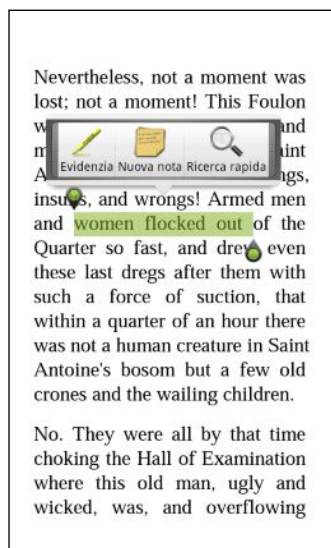 Nevertheless, not a moment was
lost; not a moment! This Foulon
and
Evidenzia Nuova nota Ricerca rapida
and wrongs! Armed men
and women flocked out of the
Quarter so fast, and drew even
these last dregs after them with
such a force of suction, that
within a quarter of an hour there
was not a human creature in Saint
Antoine's bosom but a few old
crones and the wailing children.
No. They were all by that time
choking the Hall of Examination
where this old man, ugly and
wicked, was, and overflowing